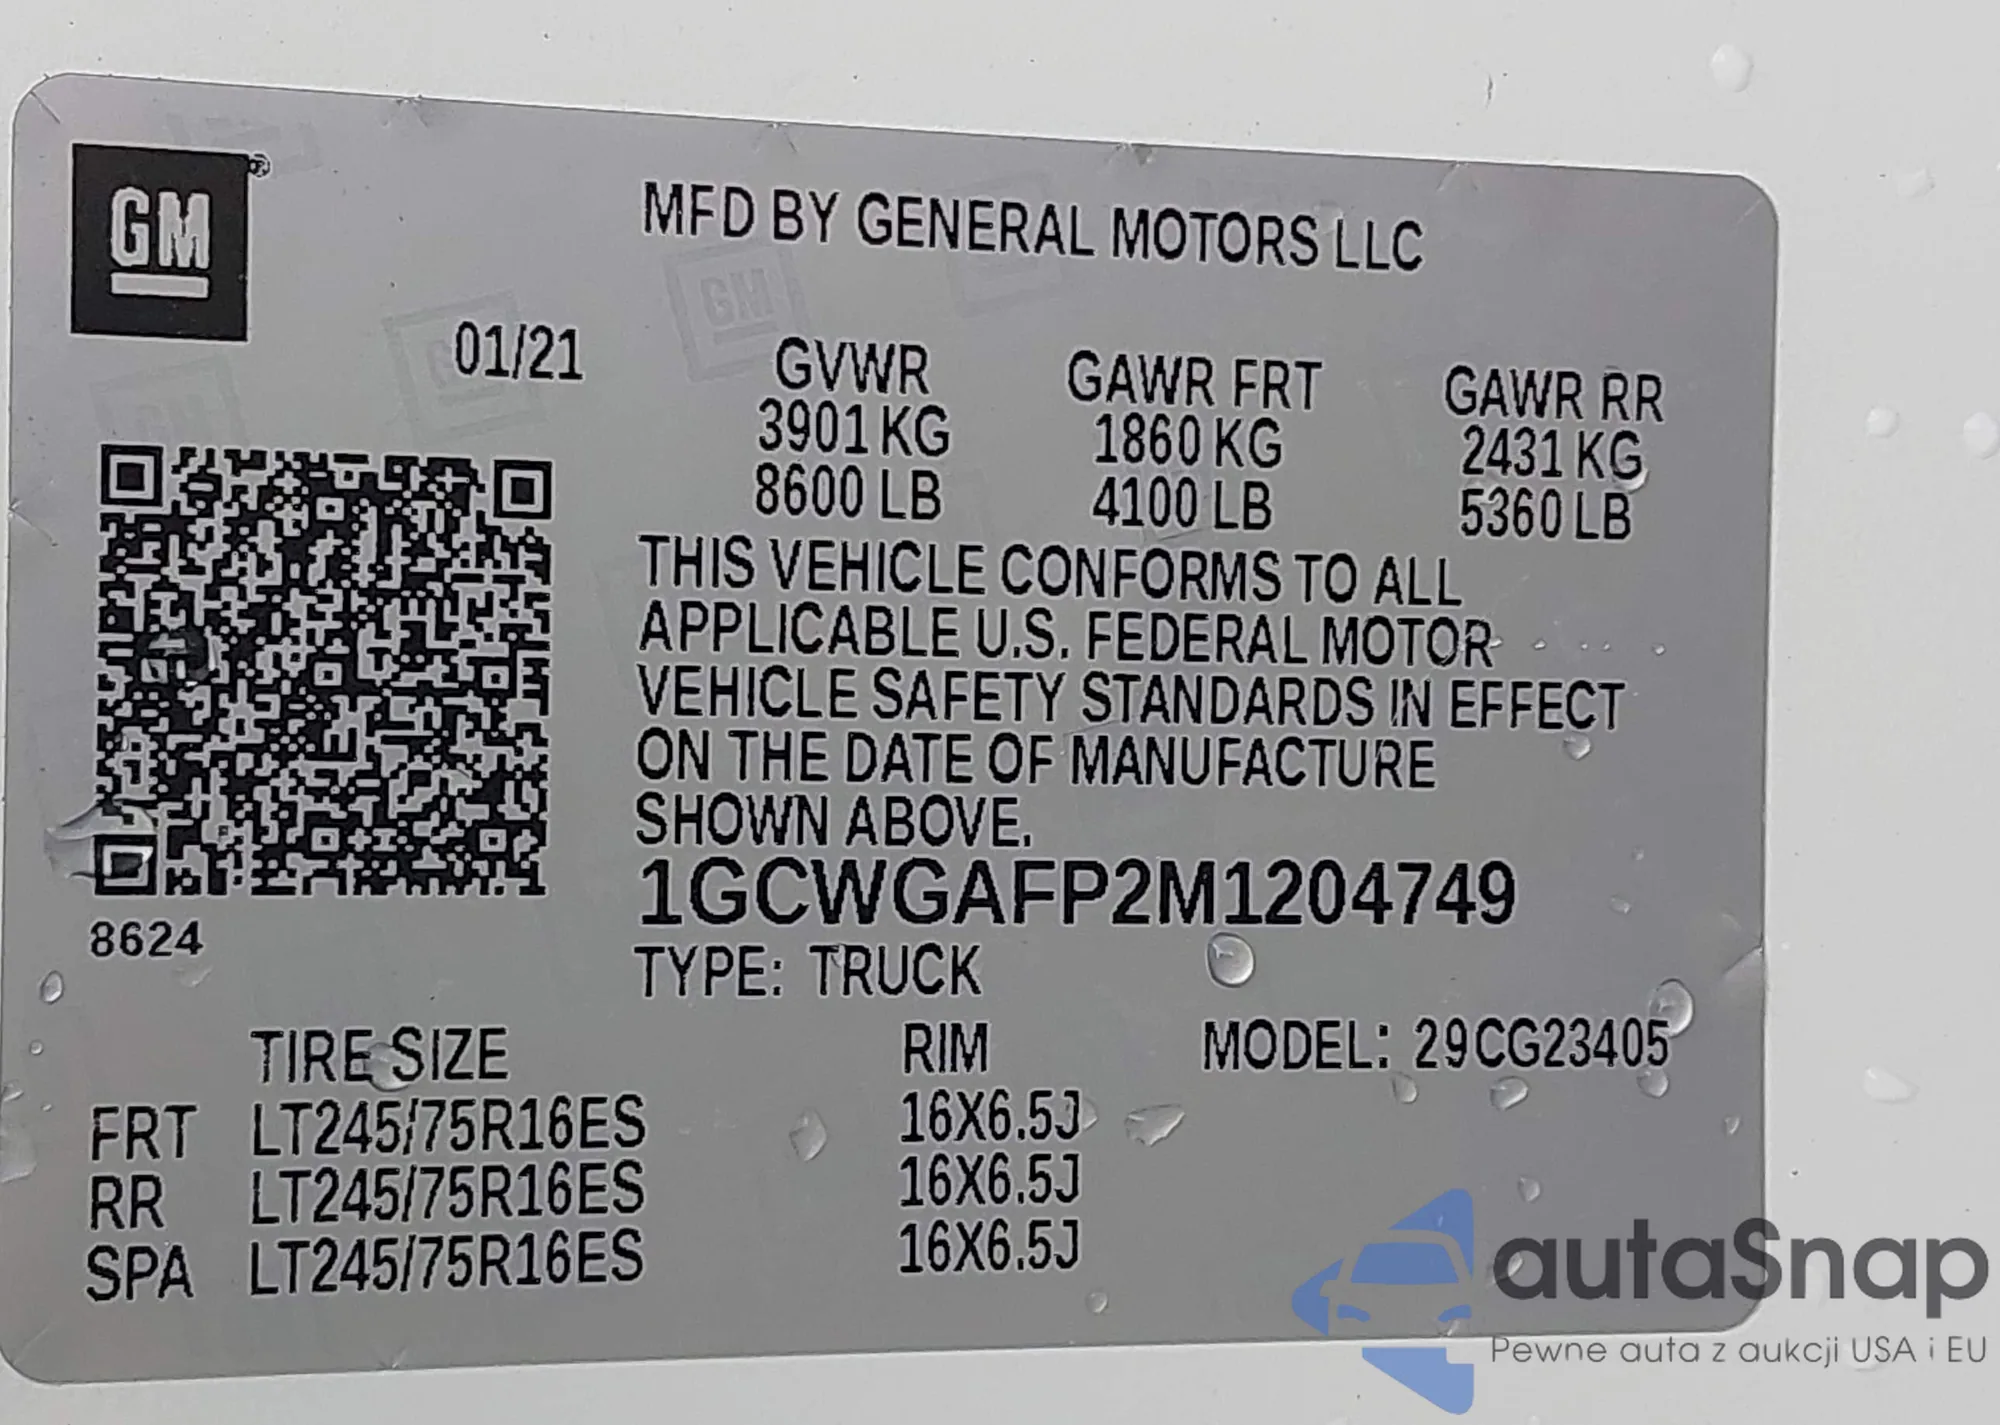 GM®
MFD BY GENERAL MOTORS LLC
01/21
GVWR GAWR FRT GAWR RR
3901 KG 1860 KG 2431 KG
8600 LB 4100 LB 5360 LB
THIS VEHICLE CONFORMS TO ALL
APPLICABLE U.S. FEDERAL MOTOR
VEHICLE SAFETY STANDARDS IN EFFECT
ON THE DATE OF MANUFACTURE
SHOWN ABOVE.
1GCWGAFP2M1204749
8624
TYPE: TRUCK
TIRE SIZE RIM MODEL: 29CG23405
FRT LT245/75R16ES 16X6.5J
RR LT245/75R16ES 16X6.5J
SPA LT245/75R16ES 16X6.5J
autaSnap
Pewne auta z aukcji USA i EU